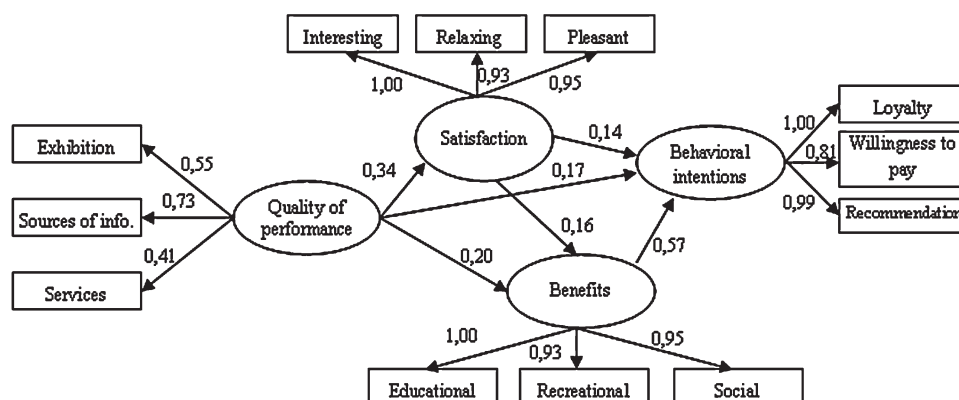 Interesting
Relaxing
Pleasant
1,00
0,93
0,95
Satisfaction
0,14
Loyalty
1,00
Exhibition
0,55
0,34
0,17
Behavioral
intentions
0,81
Willingness to
pay
Sources of info.
0,73
Quality of
performance
0,99
Recommendation
0,16
0,41
0,20
0,57
Services
Benefits
1,00
0,93
0,95
Educational
Recreational
Social